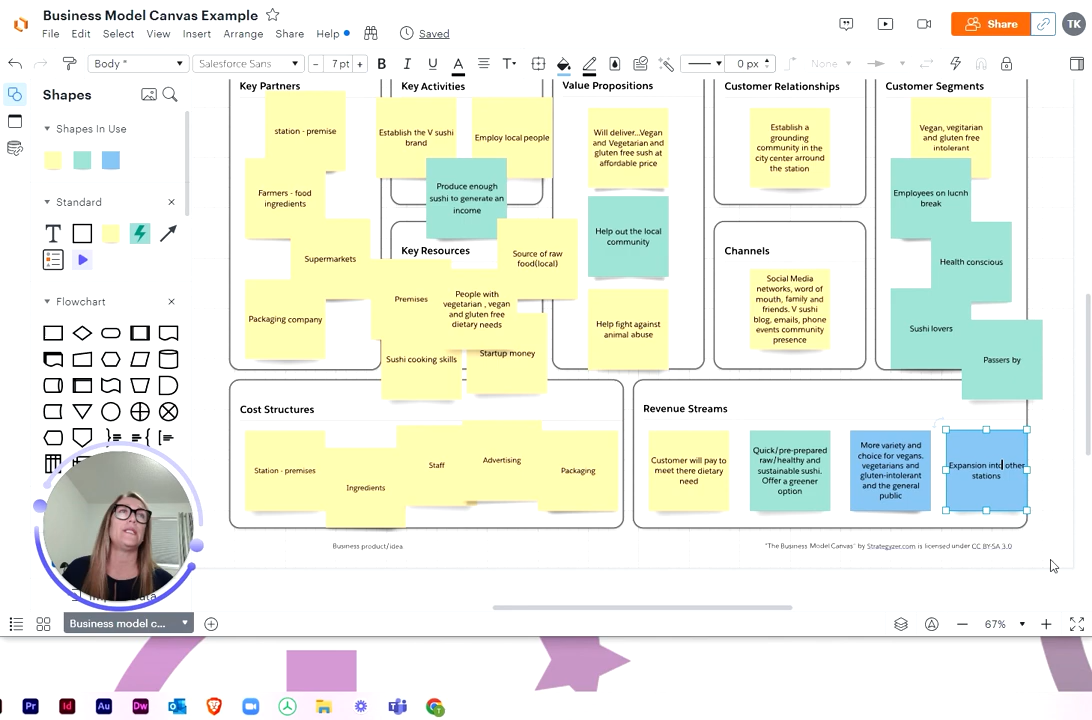 Business Model Canvas Example
File Edit Select View Insert Arrange Share Help
Saved
Share
TK
Body *
Salesforce Sans
7 pt
B I U A
T
0 px
None
Shapes
Shapes In Use
Standard
T
Flowchart
Key Partners
station - premise
Farmers - food
ingredients
Supermarkets
Packaging company
Key Activities
Establish the V sushi
brand
Employ local people
Produce enough
sushi to generate an
income
Key Resources
Source of raw
food(local)
Premises
People with
vegetarian , vegan
and gluten free
dietary needs
Sushi cooking skills
Startup money
Value Propositions
Will deliver...Vegan
and Vegetarian and
gluten free sush at
affordable price
Help out the local
community
Help fight against
animal abuse
Customer Relationships
Establish a
grounding
community in the
city center arround
the station
Channels
Social Media
networks, word of
mouth, family and
friends. V sushi
blog, emails, phone
events community
presence
Customer Segments
Vegan, vegitarian
and gluten free
intolerant
Employees on lucnh
break
Health conscious
Sushi lovers
Passers by
Cost Structures
Station - premises
Ingredients
Staff
Advertising
Packaging
Revenue Streams
Customer will pay to
meet there dietary
need
Quick/pre-prepared
raw/healthy and
sustainable sushi.
Offer a greener
option
More variety and
choice for vegans.
vegetarians and
gluten-intolerant
and the general
public
Expansion into other
stations
Business product/idea
"The Business Model Canvas" by Strategyzer.com is licensed under CC BY-SA 3.0
Data
Business model c...
67%
Pr Id Au Dw